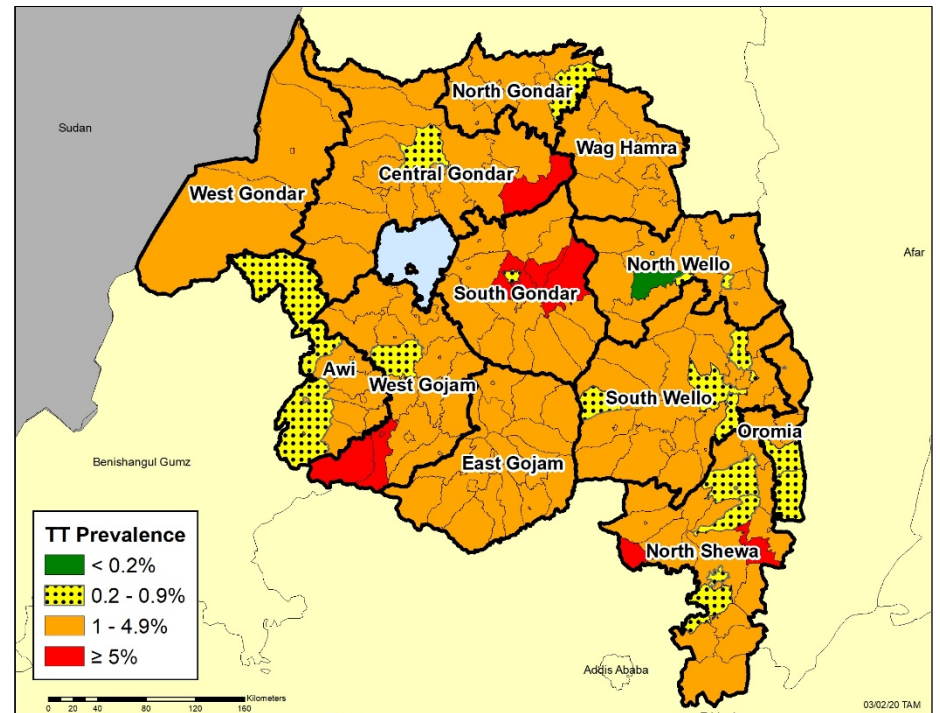 North Gondar
Sudan
Wag Hamra
Central Gondar
West Gondar
Afar
North Wello
South Gondar
Awi
West Gojam
South Wello
Oromia
Benishangul Gumz
East Gojam
TT Prevalence
< 0.2%
0.2 - 0.9%
1 - 4.9%
≥ 5%
North Shewa
Addis Ababa
Kilometers
0 20 40 80 120 160
03/02/20 TAM